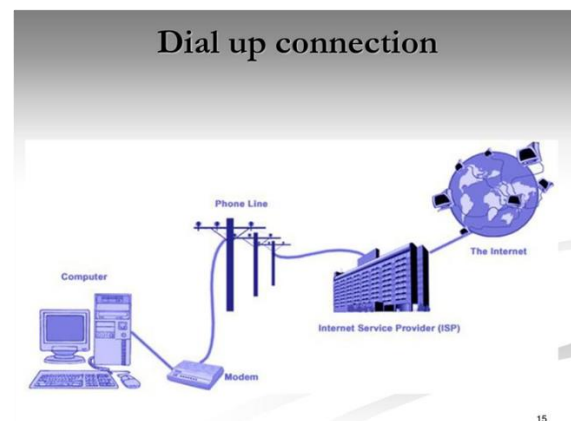 Dial up connection
Phone Line
The Internet
Computer
Internet Service Provider (ISP)
Modem
15